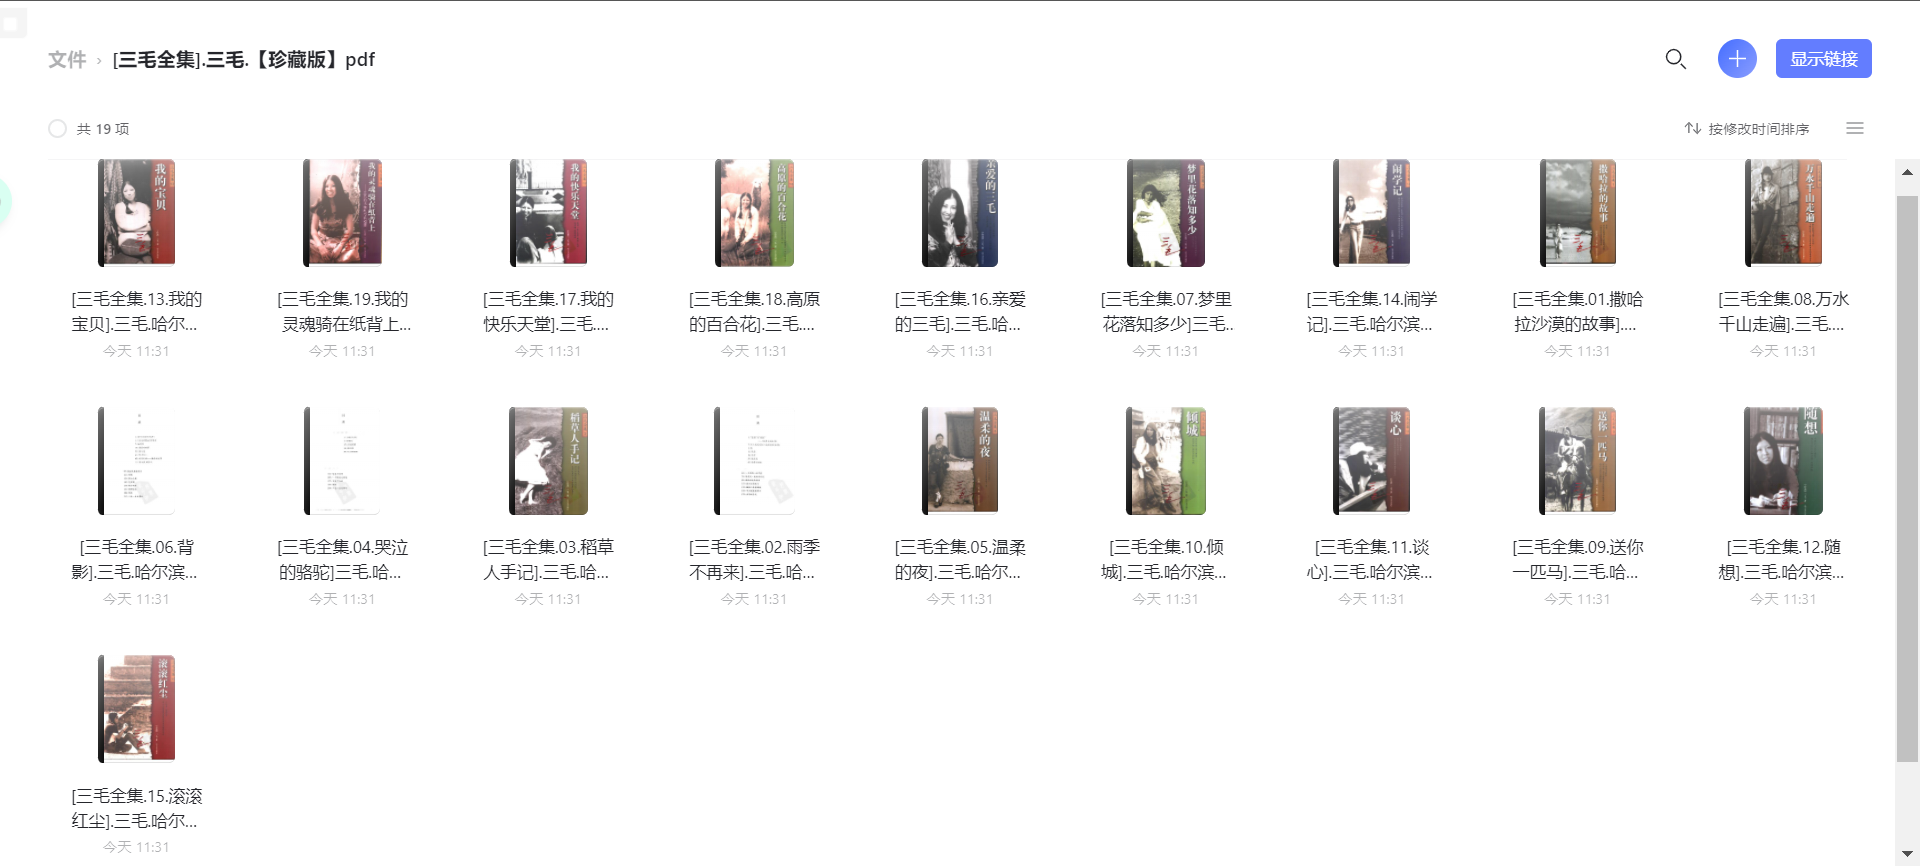 文件 › [三毛全集].三毛.【珍藏版】pdf
显示链接
共 19 项
按修改时间排序
我的宝贝
我的灵魂骑在纸背上
我的快乐天堂
高原的百合花
亲爱的三毛
梦里花落知多少
闹学记
撒哈拉的故事
万水千山走遍
[三毛全集.13.我的
宝贝].三毛.哈尔...
今天 11:31
[三毛全集.19.我的
灵魂骑在纸背上...
今天 11:31
[三毛全集.17.我的
快乐天堂].三毛....
今天 11:31
[三毛全集.18.高原
的百合花].三毛....
今天 11:31
[三毛全集.16.亲爱
的三毛].三毛.哈...
今天 11:31
[三毛全集.07.梦里
花落知多少]三毛..
今天 11:31
[三毛全集.14.闹学
记].三毛.哈尔滨...
今天 11:31
[三毛全集.01.撒哈
拉沙漠的故事]....
今天 11:31
[三毛全集.08.万水
千山走遍].三毛....
今天 11:31
稻草人手记
温柔的夜
倾城
谈心
送你一匹马
随想
[三毛全集.06.背
影].三毛.哈尔滨...
今天 11:31
[三毛全集.04.哭泣
的骆驼]三毛.哈...
今天 11:31
[三毛全集.03.稻草
人手记].三毛.哈...
今天 11:31
[三毛全集.02.雨季
不再来].三毛.哈...
今天 11:31
[三毛全集.05.温柔
的夜].三毛.哈尔...
今天 11:31
[三毛全集.10.倾
城].三毛.哈尔滨...
今天 11:31
[三毛全集.11.谈
心].三毛.哈尔滨...
今天 11:31
[三毛全集.09.送你
一匹马].三毛.哈...
今天 11:31
[三毛全集.12.随
想].三毛.哈尔滨...
今天 11:31
滚滚红尘
[三毛全集.15.滚滚
红尘].三毛.哈尔...
今天 11:31